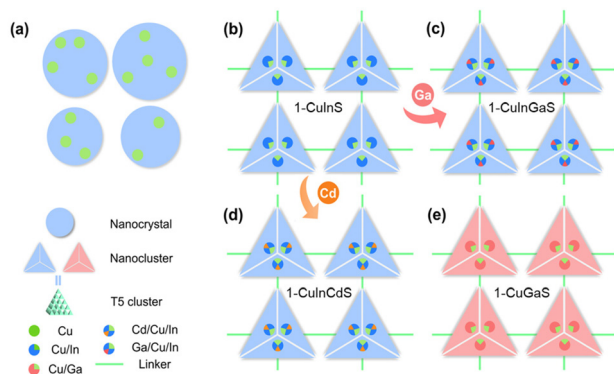 (a)
(b)
1-CuInS
Ga
(c)
1-CuInGaS
Cd
(d)
1-CuInCdS
(e)
1-CuGaS
Nanocrystal
Nanocluster
T5 cluster
Cu
Cd/Cu/In
Cu/In
Ga/Cu/In
Cu/Ga
Linker